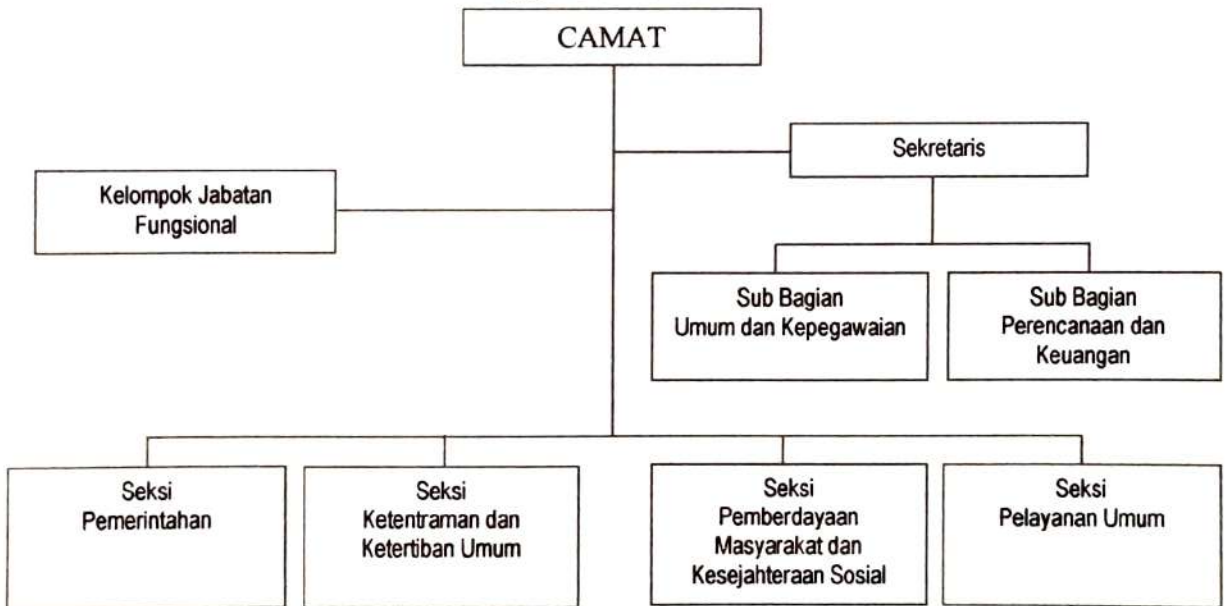 CAMAT
Sekretaris
Kelompok Jabatan
Fungsional
Sub Bagian
Umum dan Kepegawaian
Sub Bagian
Perencanaan dan
Keuangan
Seksi
Pemerintahan
Seksi
Ketentraman dan
Ketertiban Umum
Seksi
Pemberdayaan
Masyarakat dan
Kesejahteraan Sosial
Seksi
Pelayanan Umum